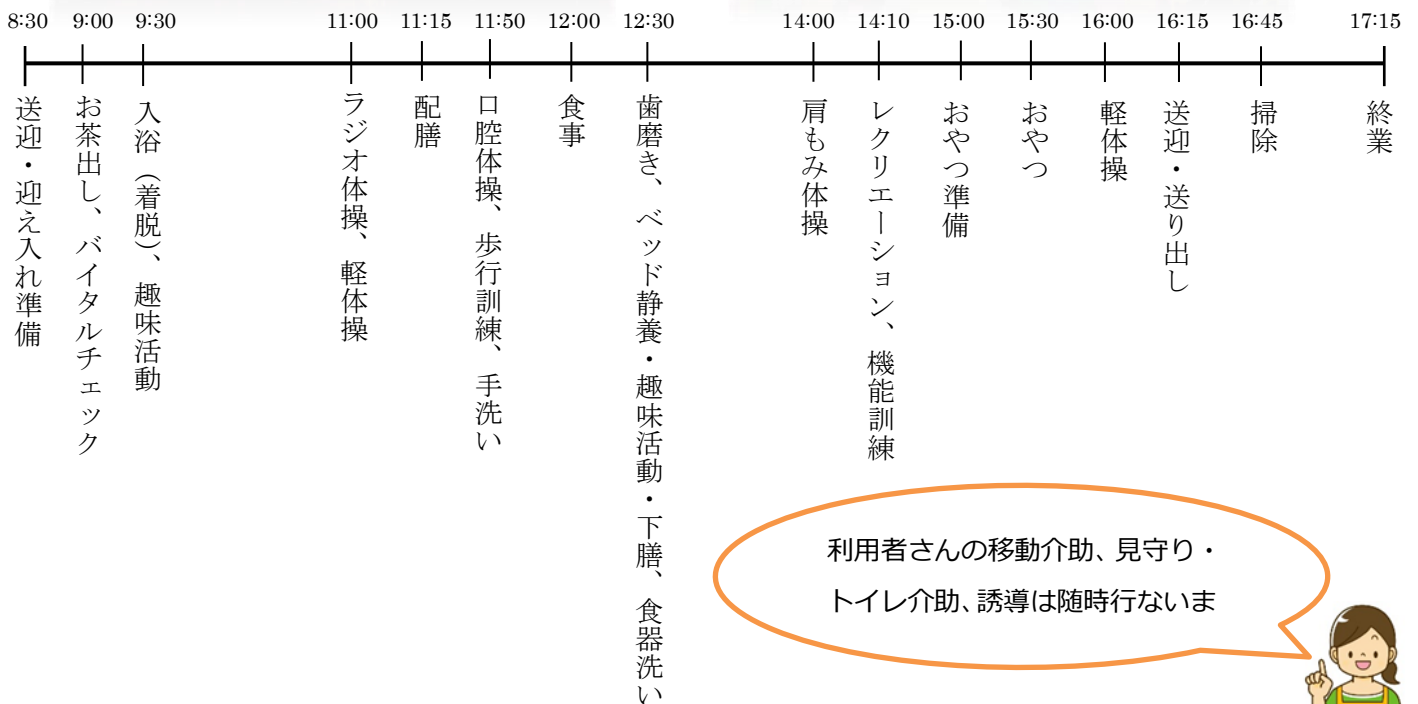 8:30 9:00 9:30 11:00 11:15 11:50 12:00 12:30 14:00 14:10 15:00 15:30 16:00 16:15 16:45 17:15
送迎・迎え入れ準備
お茶出し、バイタルチェック
入浴（着脱）、趣味活動
ラジオ体操、軽体操
配膳
口腔体操、歩行訓練、手洗い
食事
歯磨き、ベッド静養・趣味活動・下膳、食器洗い
肩もみ体操
レクリエーション、機能訓練
おやつ準備
おやつ
軽体操
送迎・送り出し
掃除
終業
利用者さんの移動介助、見守り・
トイレ介助、誘導は随時行ないま